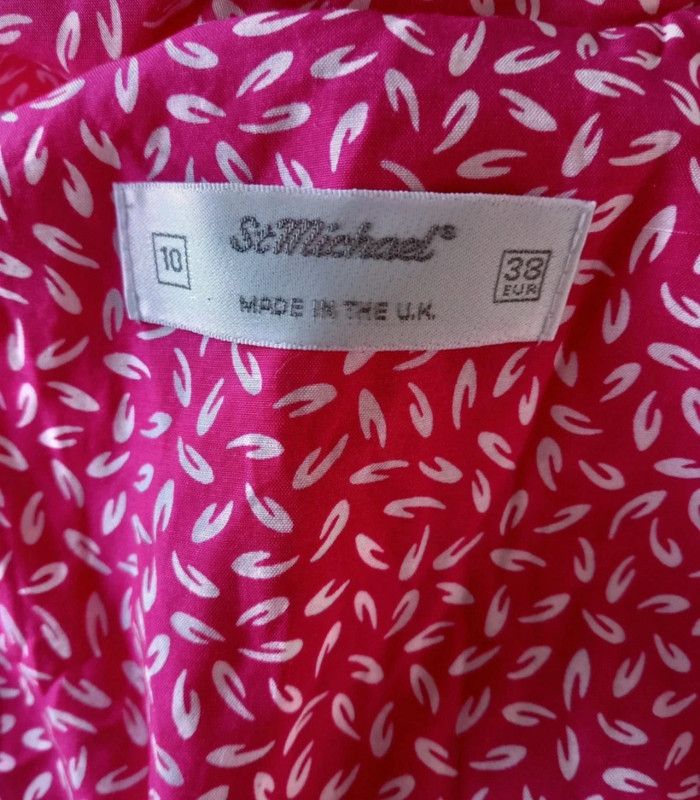 St Michael®
10
38
EUR
MADE IN THE U.K.